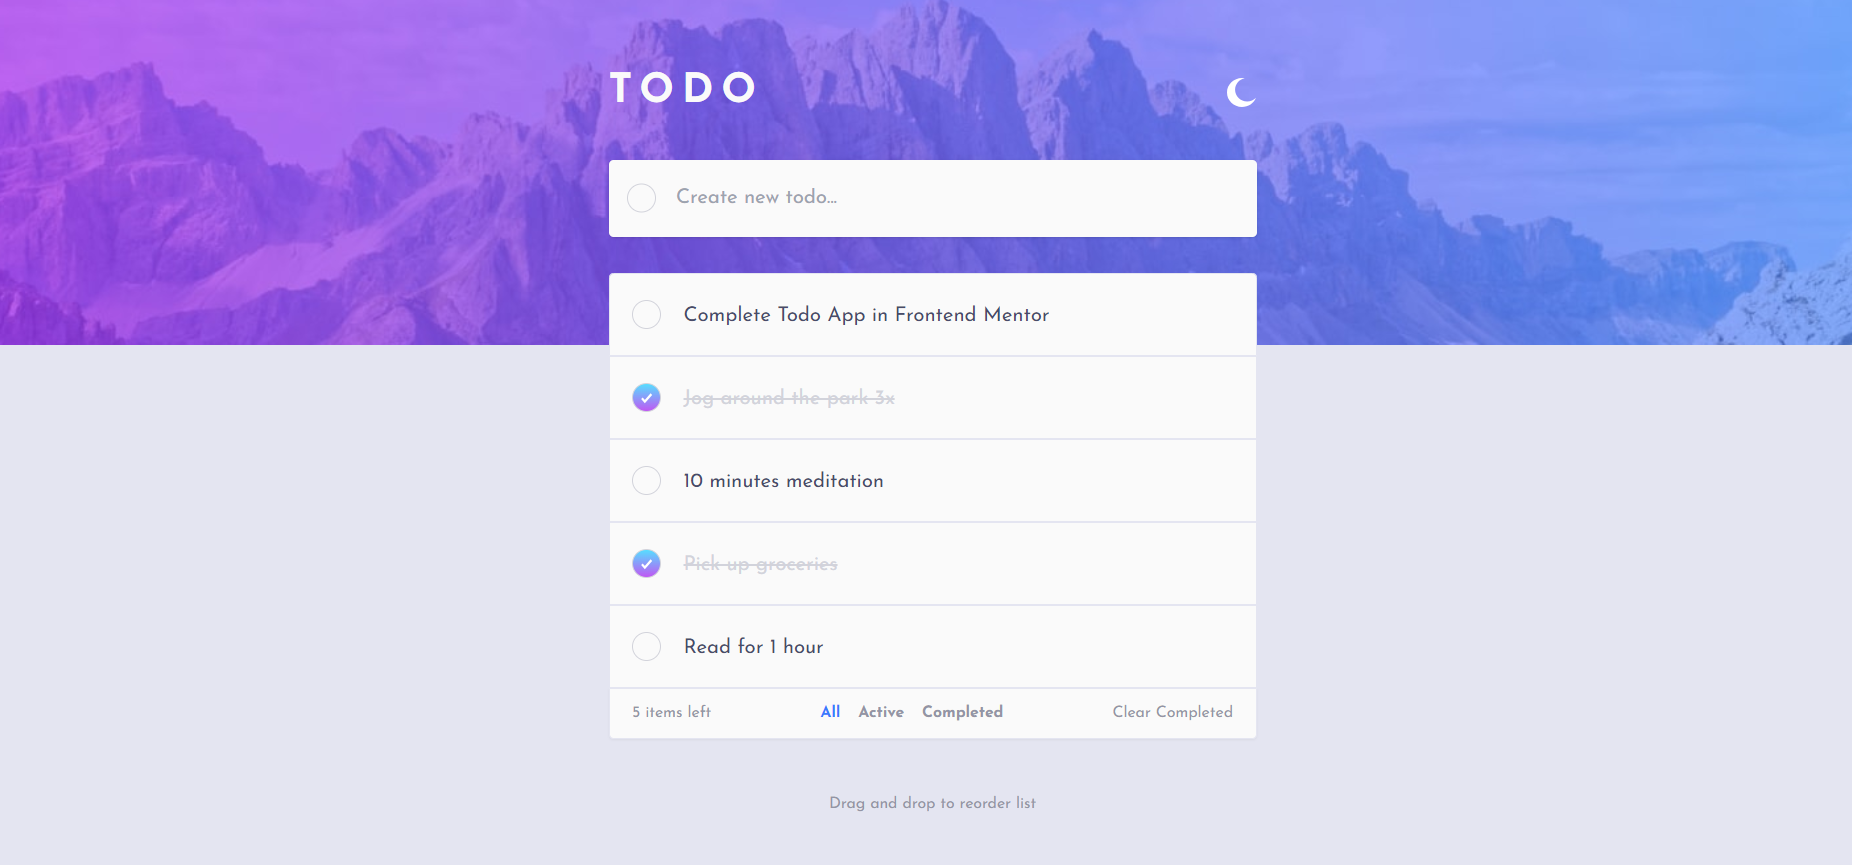 TODO
Create new todo...
Complete Todo App in Frontend Mentor
Jog around the park 3x
10 minutes meditation
Pick up groceries
Read for 1 hour
5 items left All Active Completed Clear Completed
Drag and drop to reorder list